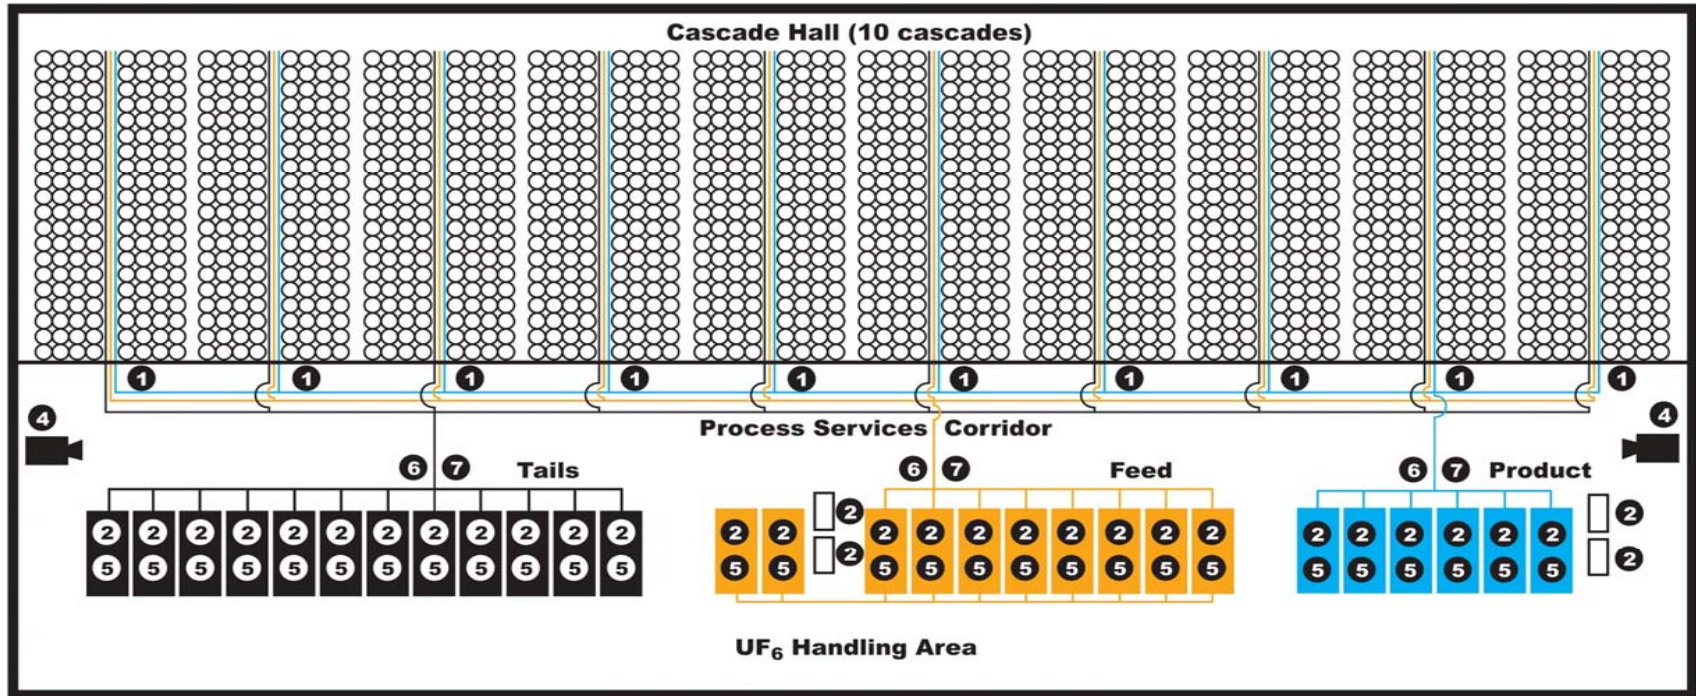 Cascade Hall (10 cascades)
1 1 1 1 1 1 1 1 1 1
4 4
Process Services Corridor
6 7 Tails 6 7 Feed 6 7 Product
2 2 2 2 2 2 2 2 2 2 2 2 2 2 2 2 2 2 2 2 2 2 2 2 2 2 2 2 2 2
2 2
5 5 5 5 5 5 5 5 5 5 5 5 5 5 5 5 5 5 5 5 5 5 5 5 5 5 5 5
UF₆ Handling Area